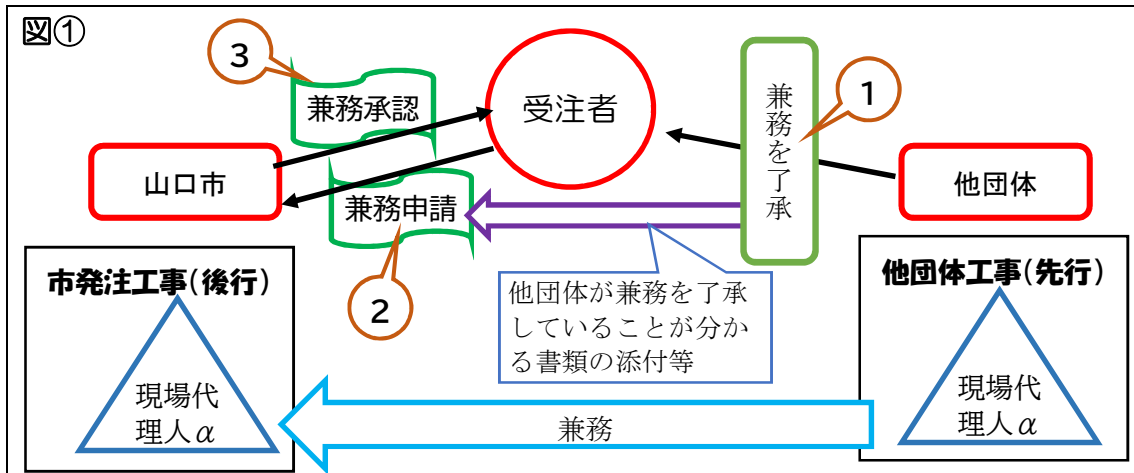 図①
3
兼務承認
受注者
兼務を了承
1
山口市
兼務申請
他団体
2
市発注工事(後行)
他団体が兼務を了承
していることが分か
る書類の添付等
他団体工事(先行)
現場代
理人α
兼務
現場代
理人α